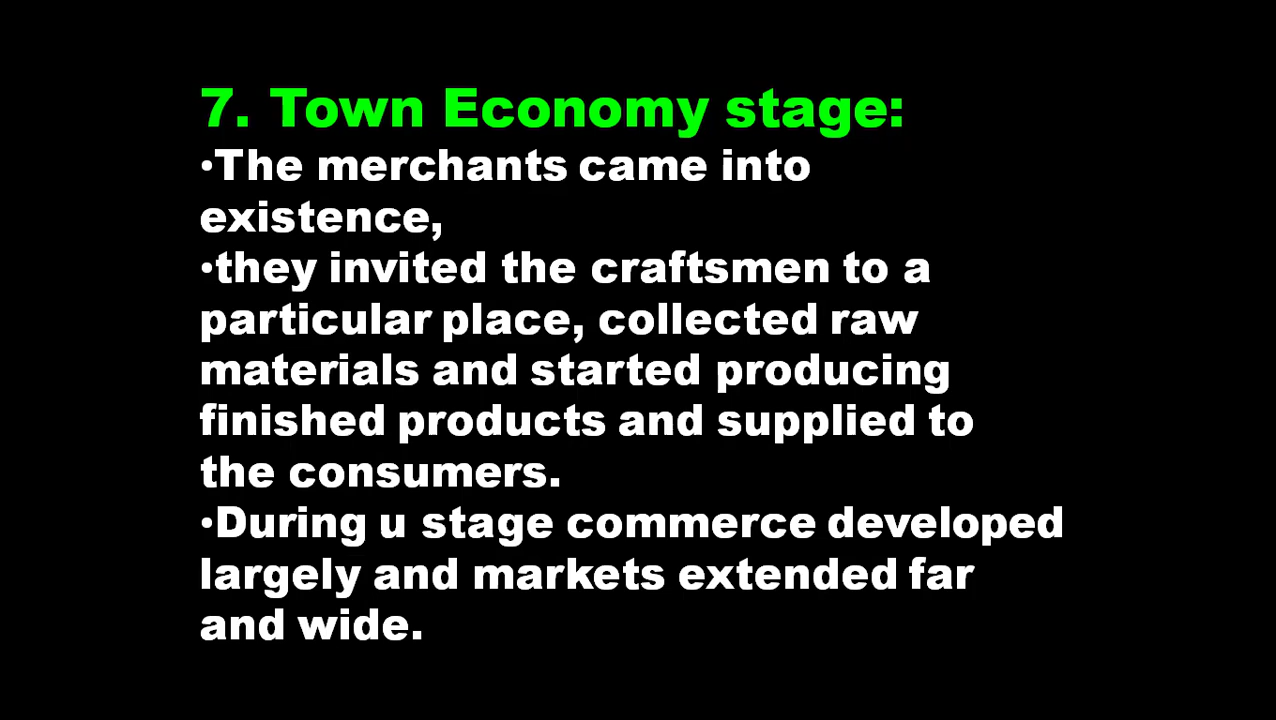 7. Town Economy stage:
•The merchants came into
existence,
•they invited the craftsmen to a
particular place, collected raw
materials and started producing
finished products and supplied to
the consumers.
•During u stage commerce developed
largely and markets extended far
and wide.